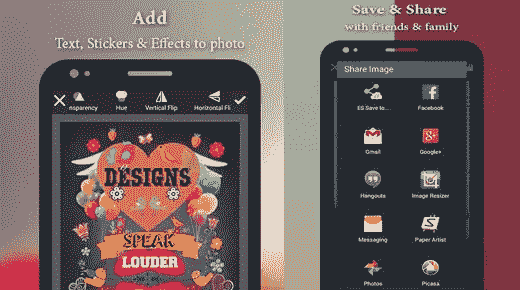 Add
Text, Stickers & Effects to photo
nsparency
Hue
Vertical Flip
Horizontal Fli
DESIGNS
SPEAK
LOUDER
Save & Share
with friends & family
Share Image
ES Save to...
Facebook
Gmail
Google+
Hangouts
Image Resizer
Messaging
Paper Artist
Photos
Picasa